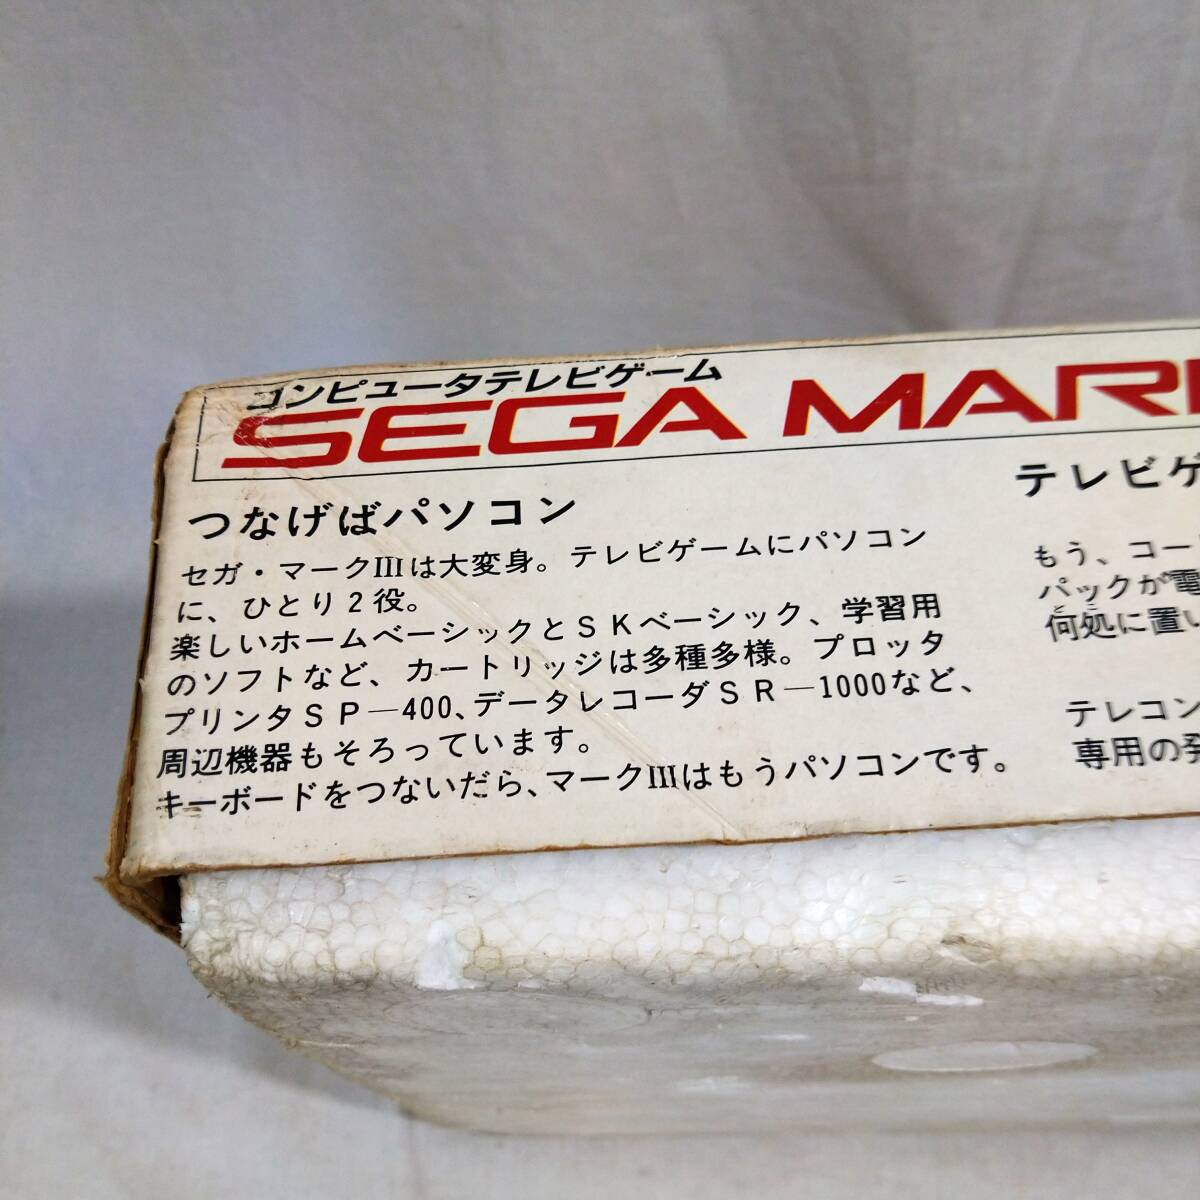 コンピュータテレビゲーム
SEGA MARK
つなげばパソコン
セガ・マークIIIは大変身。テレビゲームにパソコン
に、ひとり2役。
楽しいホームベーシックとSKベーシック、学習用
のソフトなど、カートリッジは多種多様。プロッタ
プリンタSP—400、データレコーダSR—1000など、
周辺機器もそろっています。
キーボードをつないだら、マークIIIはもうパソコンです。
テレビゲ
もう、コー
パックが電
何処に置い
テレコン
専用の発